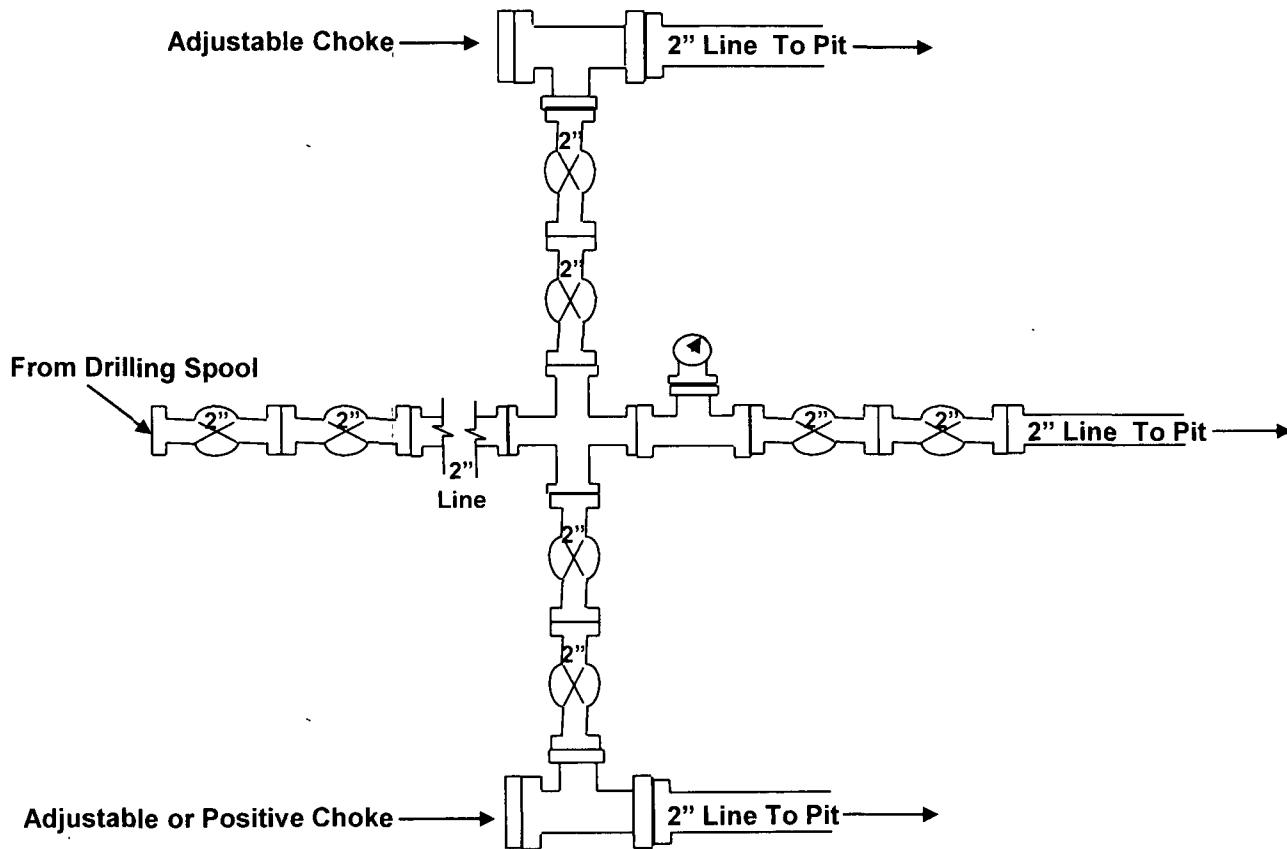 Adjustable Choke
2" Line To Pit
2"
2"
From Drilling Spool
2"
2"
2"
Line
2"
2"
2" Line To Pit
2"
2"
Adjustable or Positive Choke
2" Line To Pit